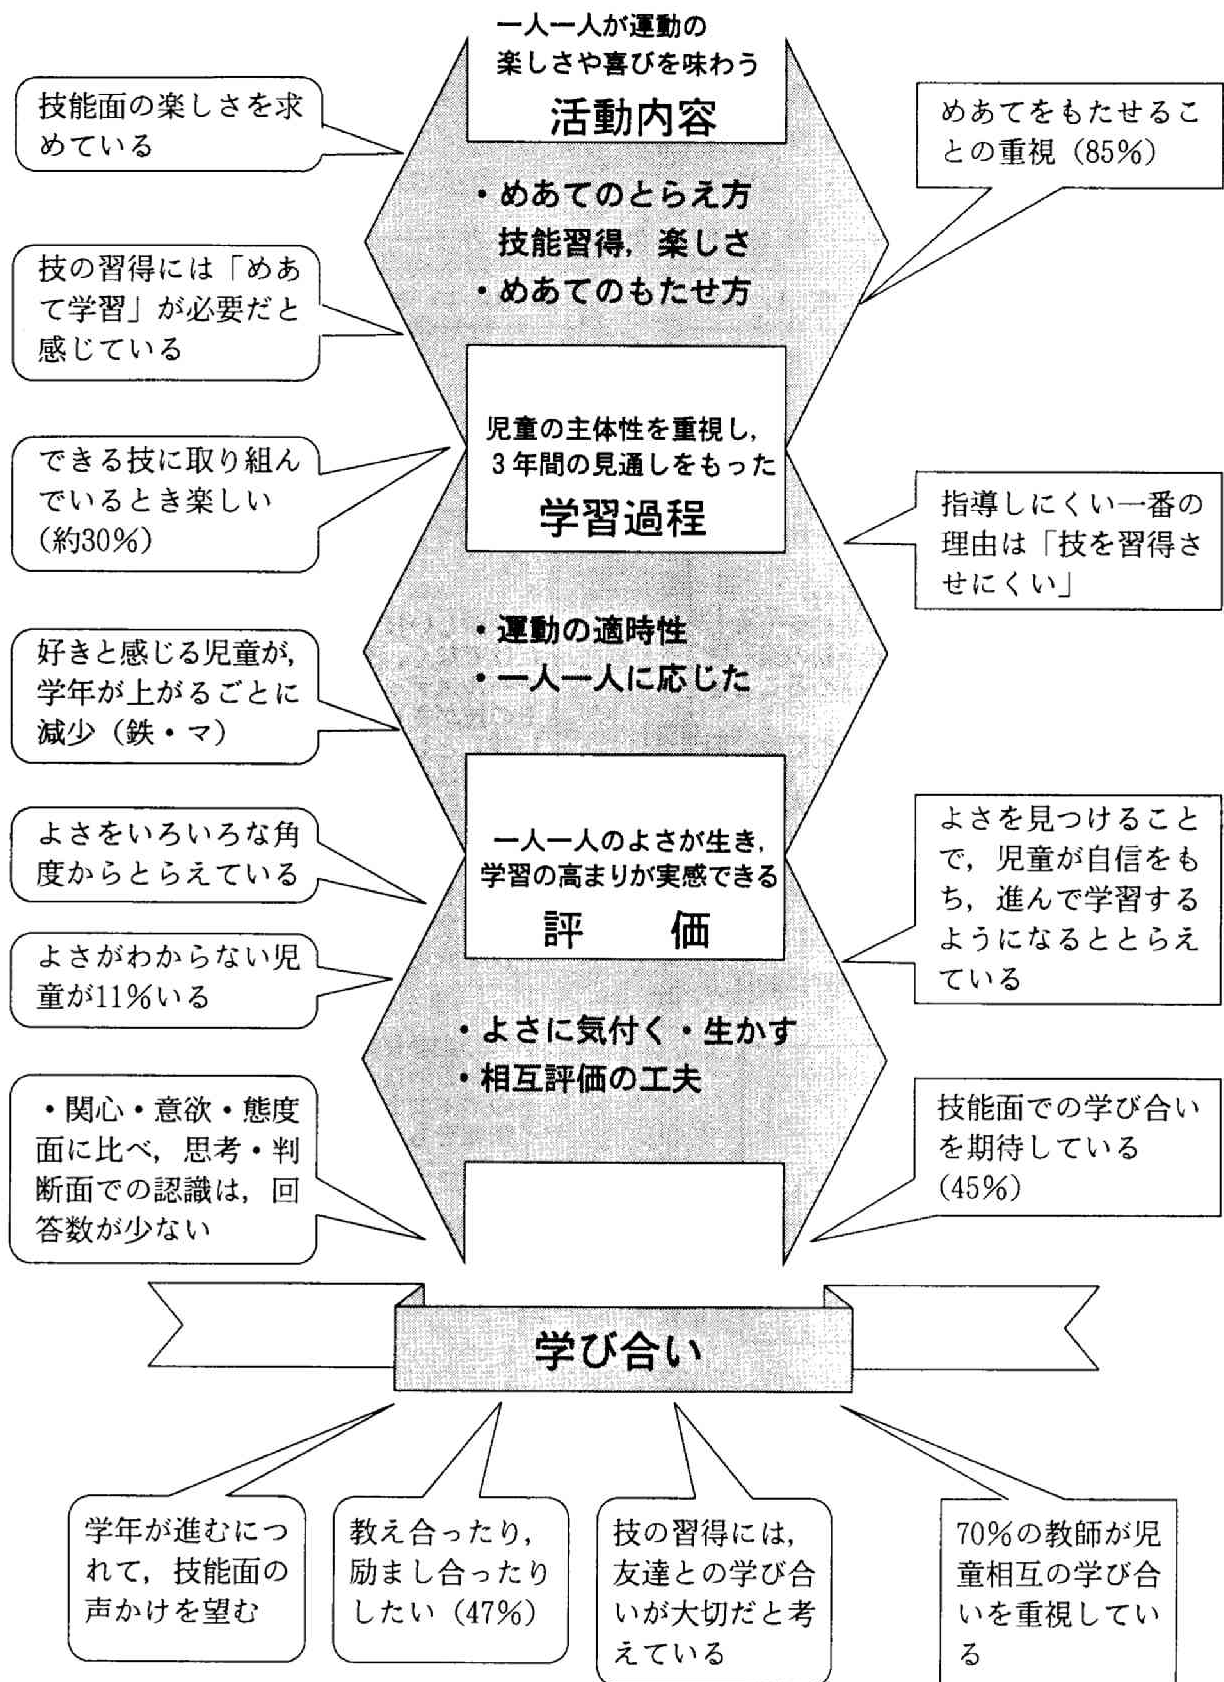 一人一人が運動の
楽しさや喜びを味わう
活動内容
技能面の楽しさを求
めている
めあてをもたせるこ
との重視（85％）
・めあてのとらえ方
技能習得，楽しさ
・めあてのもたせ方
技の習得には「めあ
て学習」が必要だと
感じている
児童の主体性を重視し，
3年間の見通しをもった
学習過程
できる技に取り組ん
でいるとき楽しい
（約30％）
指導しにくい一番の
理由は「技を習得さ
せにくい」
・運動の適時性
・一人一人に応じた
好きと感じる児童が，
学年が上がるごとに
減少（鉄・マ）
一人一人のよさが生き，
学習の高まりが実感できる
評　価
よさをいろいろな角
度からとらえている
よさを見つけること
で，児童が自信をも
ち，進んで学習する
ようになるととらえ
ている
よさがわからない児
童が11％いる
・よさに気付く・生かす
・相互評価の工夫
・関心・意欲・態度
面に比べ，思考・判
断面での認識は，回
答数が少ない
技能面での学び合い
を期待している
（45％）
学び合い
学年が進むにつ
れて，技能面の
声かけを望む
教え合ったり，
励まし合ったり
したい（47％）
技の習得には，
友達との学び合
いが大切だと考
えている
70％の教師が児
童相互の学び合
いを重視してい
る